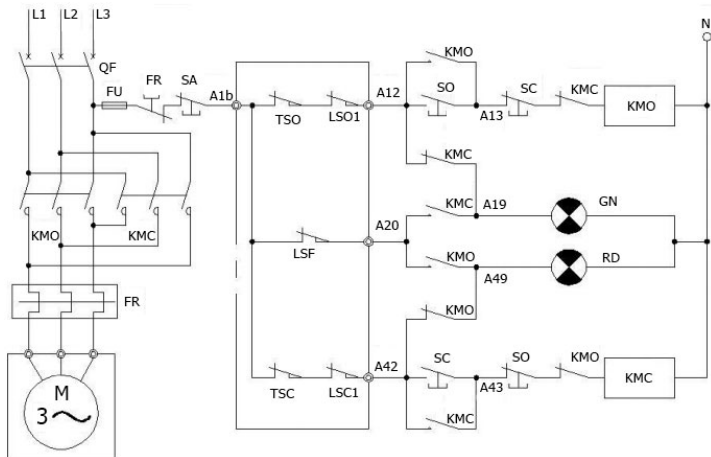 L1 L2 L3
N
QF
KMO
FU FR SA A1b
A12 SO SC KMC
TSO LSO1 A13 KMO
KMC
KMC A19 GN
KMO KMC
A20
LSF KMO A49 RD
FR
KMO
A42 SC SO KMO
TSC LSC1 A43 KMC
M
3
KMC